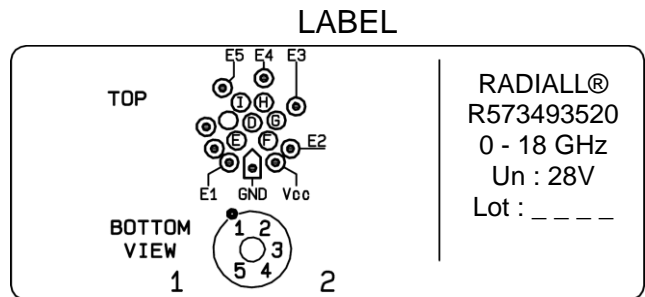 LABEL
E5 E4 E3
TOP
I H
D G
E F
E2
E1 GND Vcc
BOTTOM
VIEW
1 2
3
5 4
1 2
RADIALL®
R573493520
0 - 18 GHz
Un : 28V
Lot : _ _ _ _